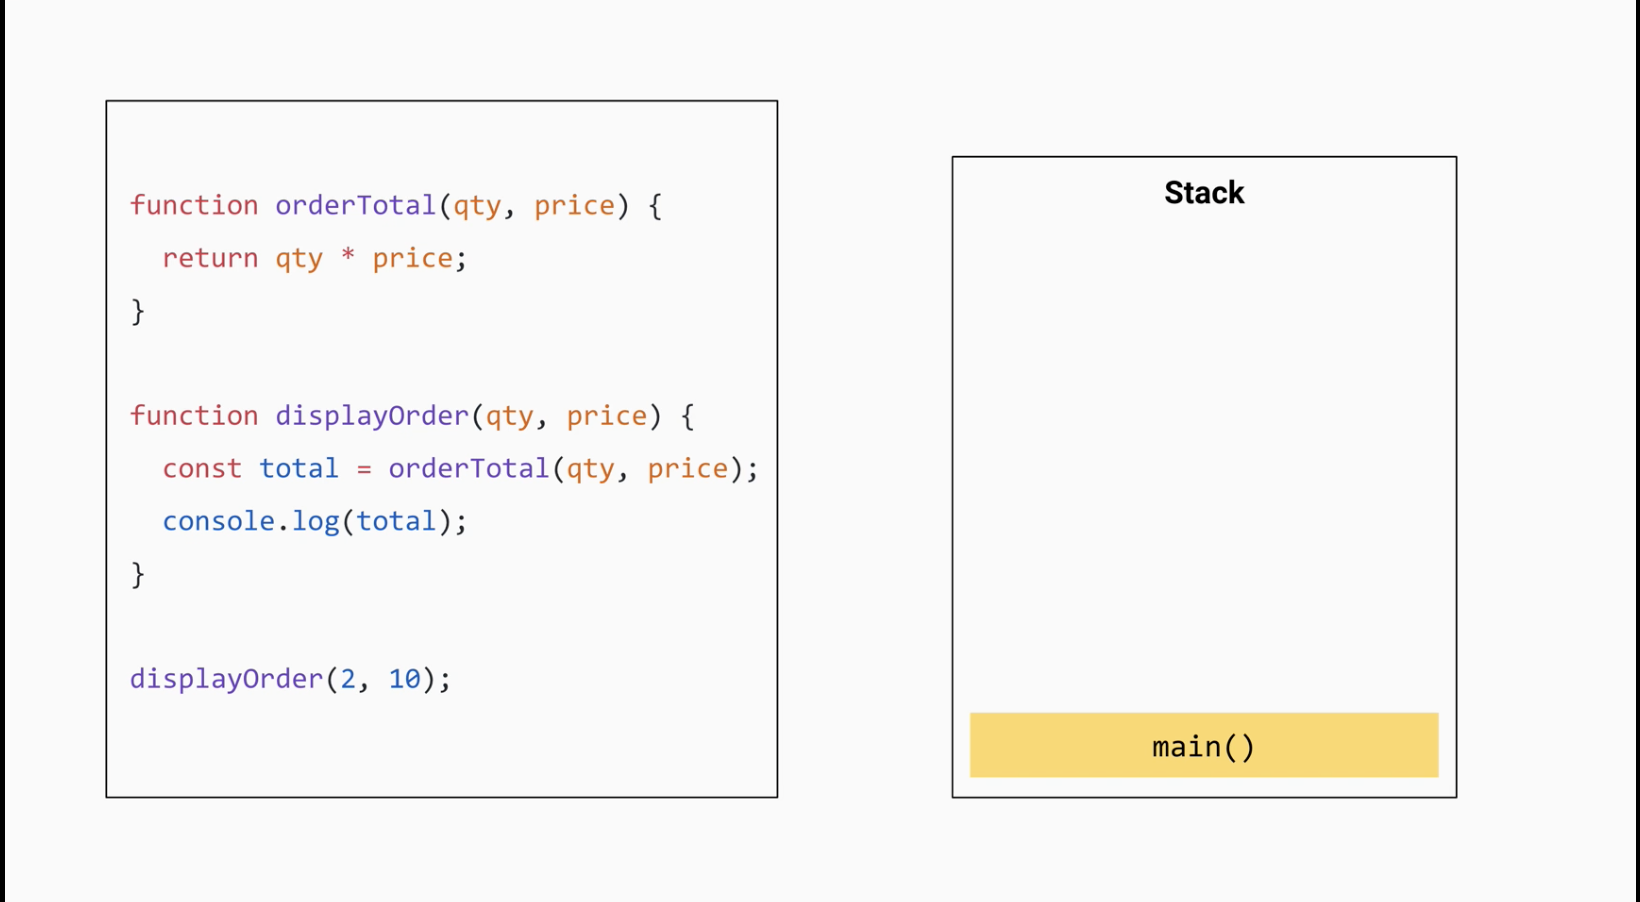 function orderTotal(qty, price) {
  return qty * price;
}
function displayOrder(qty, price) {
  const total = orderTotal(qty, price);
  console.log(total);
}
displayOrder(2, 10);
Stack
main()